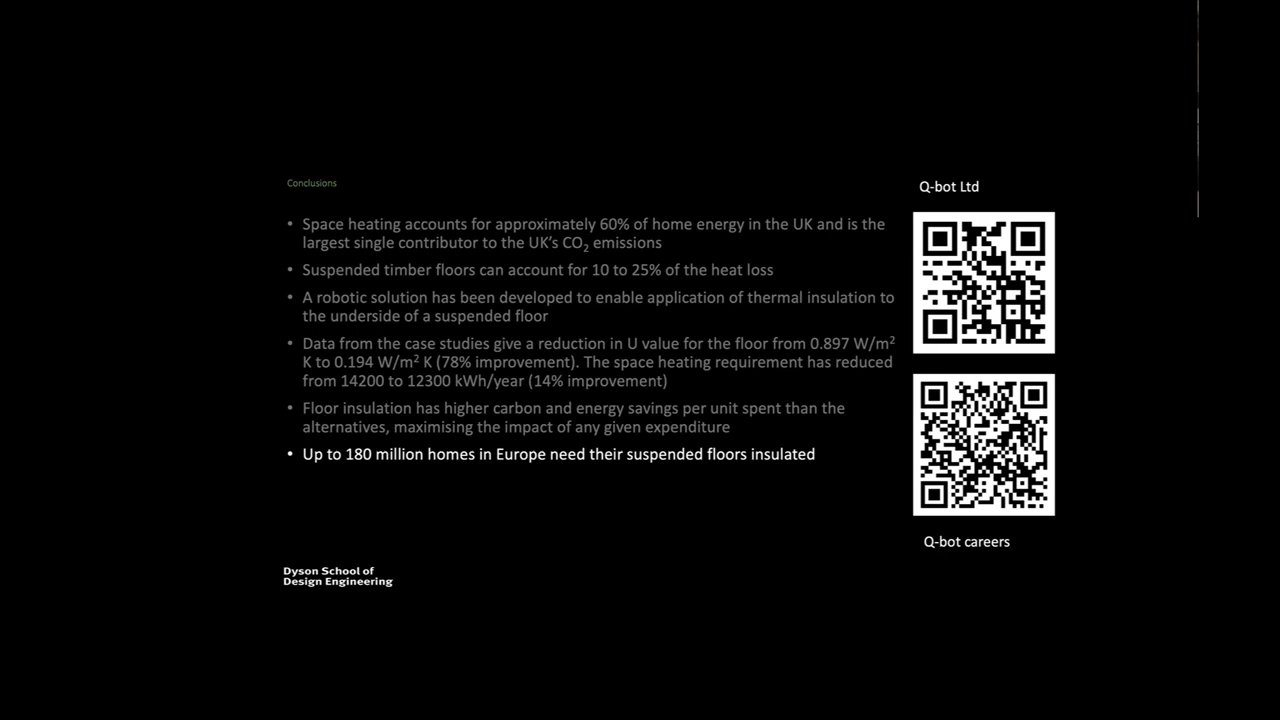 Conclusions
Q-bot Ltd
• Space heating accounts for approximately 60% of home energy in the UK and is the
largest single contributor to the UK's CO₂ emissions
• Suspended timber floors can account for 10 to 25% of the heat loss
• A robotic solution has been developed to enable application of thermal insulation to
the underside of a suspended floor
• Data from the case studies give a reduction in U value for the floor from 0.897 W/m²
K to 0.194 W/m² K (78% improvement). The space heating requirement has reduced
from 14200 to 12300 kWh/year (14% improvement)
• Floor insulation has higher carbon and energy savings per unit spent than the
alternatives, maximising the impact of any given expenditure
• Up to 180 million homes in Europe need their suspended floors insulated
Q-bot careers
Dyson School of
Design Engineering